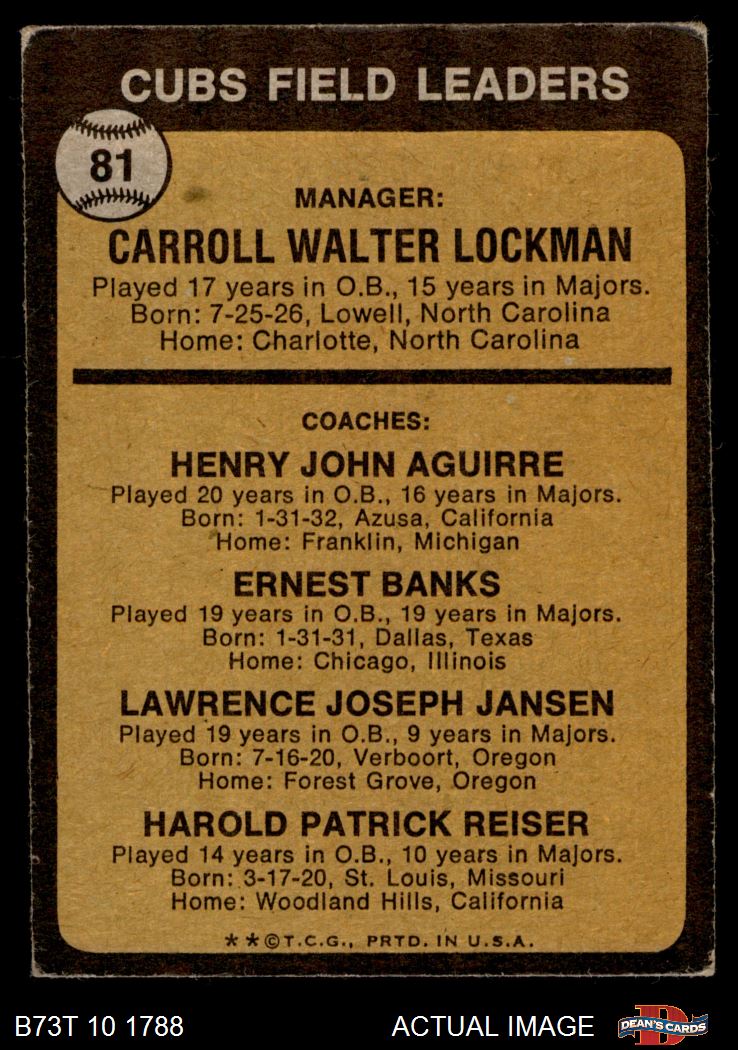 CUBS FIELD LEADERS
81
MANAGER:
CARROLL WALTER LOCKMAN
Played 17 years in O.B., 15 years in Majors.
Born: 7-25-26, Lowell, North Carolina
Home: Charlotte, North Carolina
COACHES:
HENRY JOHN AGUIRRE
Played 20 years in O.B., 16 years in Majors.
Born: 1-31-32, Azusa, California
Home: Franklin, Michigan
ERNEST BANKS
Played 19 years in O.B., 19 years in Majors.
Born: 1-31-31, Dallas, Texas
Home: Chicago, Illinois
LAWRENCE JOSEPH JANSEN
Played 19 years in O.B., 9 years in Majors.
Born: 7-16-20, Verboort, Oregon
Home: Forest Grove, Oregon
HAROLD PATRICK REISER
Played 14 years in O.B., 10 years in Majors.
Born: 3-17-20, St. Louis, Missouri
Home: Woodland Hills, California
* * © T.C.G., PRTD. IN U.S.A.
B73T 10 1788 ACTUAL IMAGE
D
DEAN'S CARDS